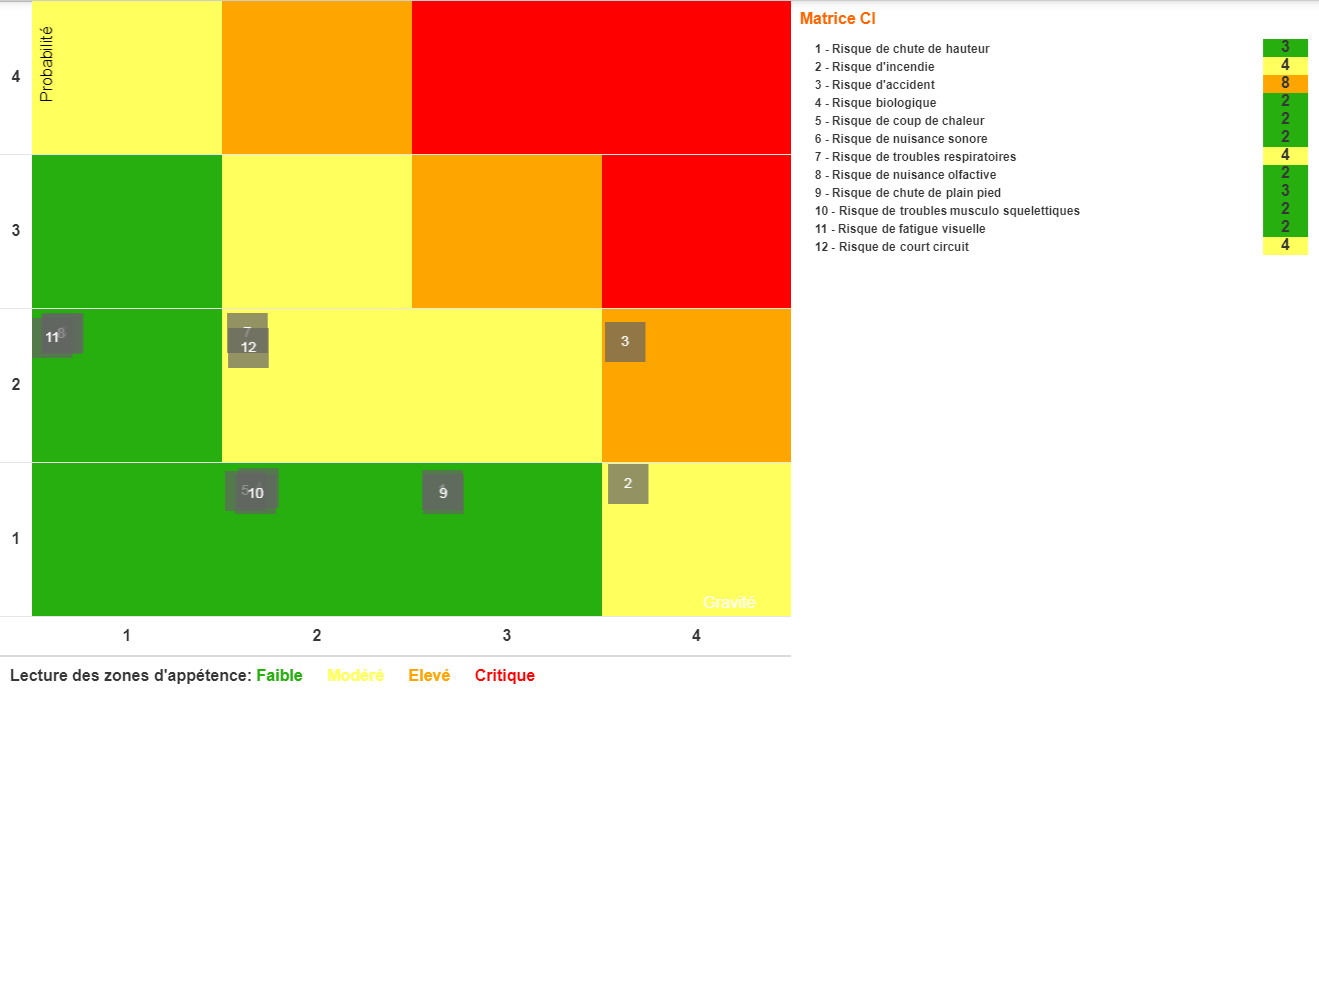 Probabilité
4
3
2
1
11
8
7
12
3
5
10
9
2
Gravité
1
2
3
4
Lecture des zones d'appétence: Faible Modéré Elevé Critique
Matrice CI
1 - Risque de chute de hauteur 3
2 - Risque d'incendie 4
3 - Risque d'accident 8
4 - Risque biologique 2
5 - Risque de coup de chaleur 2
6 - Risque de nuisance sonore 2
7 - Risque de troubles respiratoires 4
8 - Risque de nuisance olfactive 2
9 - Risque de chute de plain pied 3
10 - Risque de troubles musculo squelettiques 2
11 - Risque de fatigue visuelle 2
12 - Risque de court circuit 4